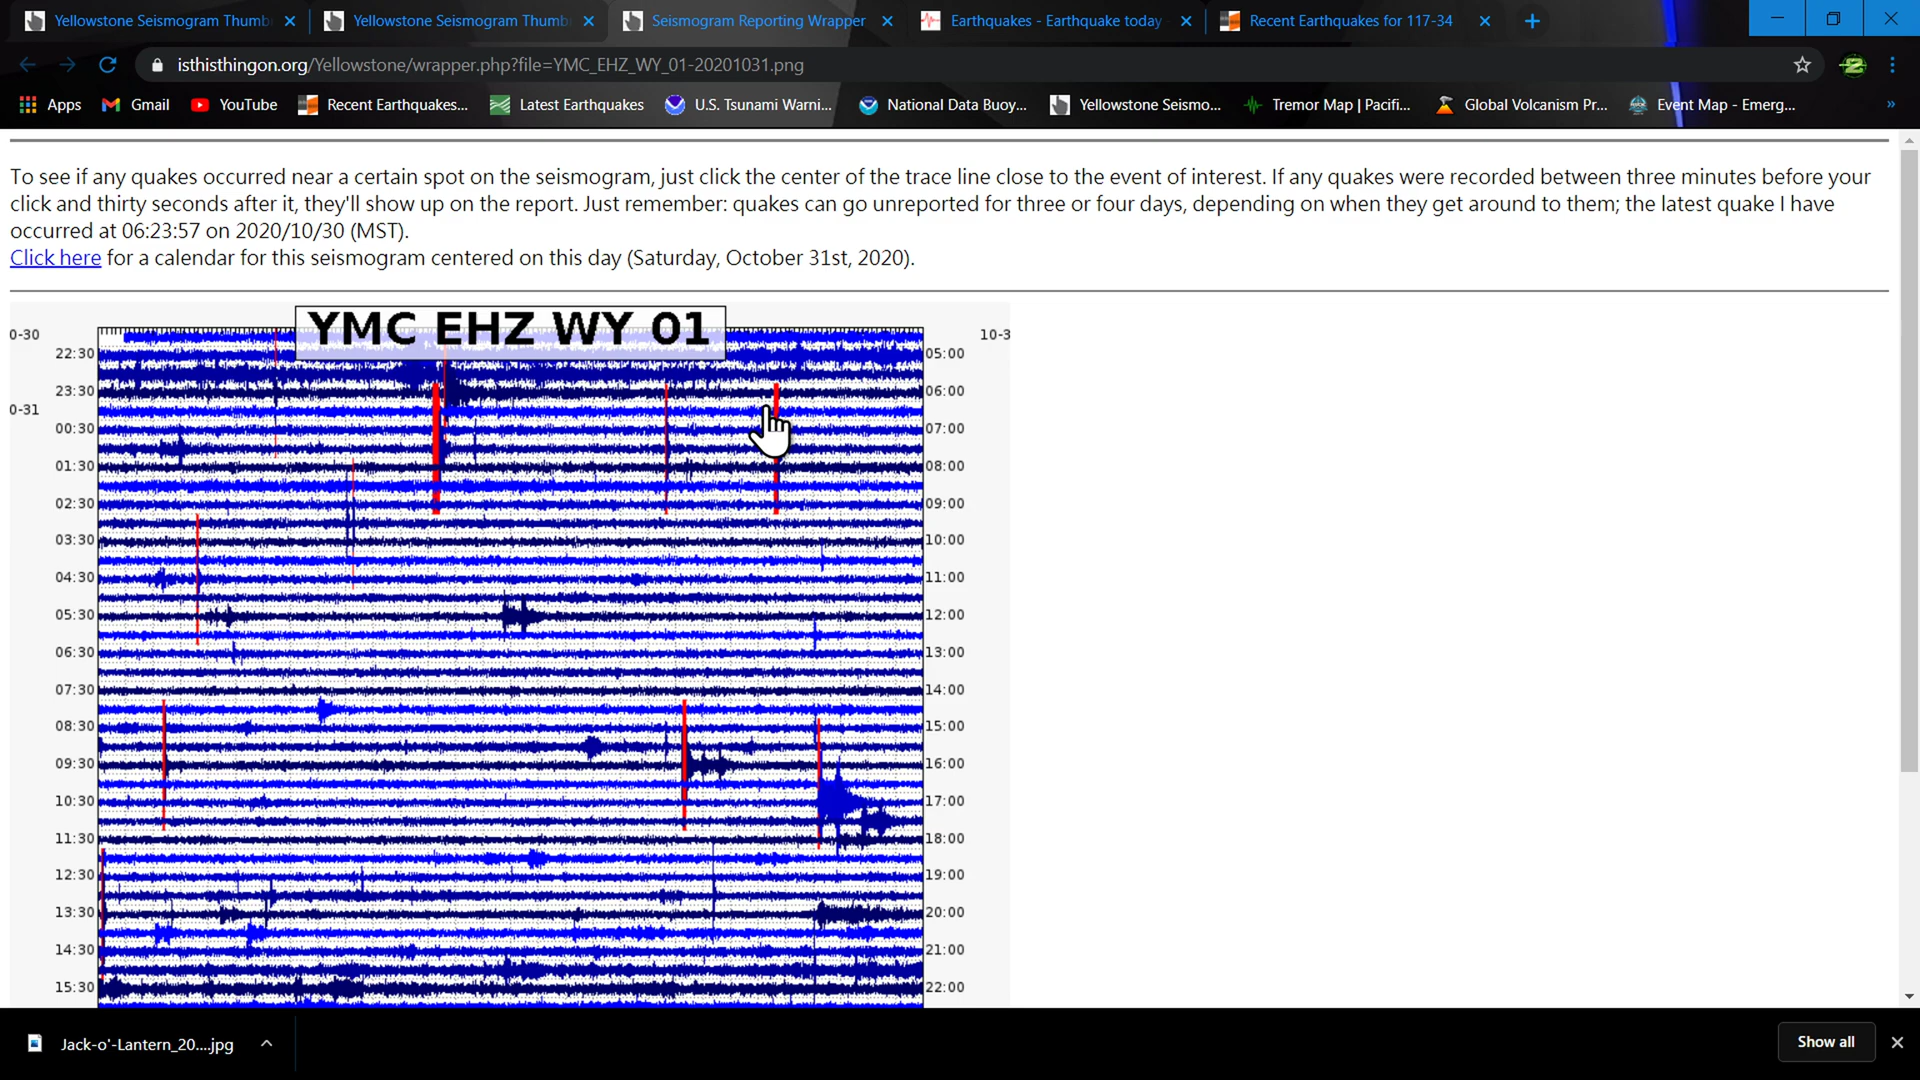 Yellowstone Seismogram Thumb
Yellowstone Seismogram Thumb
Seismogram Reporting Wrapper
Earthquakes - Earthquake today
Recent Earthquakes for 117-34
isthisthingon.org/Yellowstone/wrapper.php?file=YMC_EHZ_WY_01-20201031.png
Apps
Gmail
YouTube
Recent Earthquakes...
Latest Earthquakes
U.S. Tsunami Warni...
National Data Buoy...
Yellowstone Seismo...
Tremor Map | Pacifi...
Global Volcanism Pr...
Event Map - Emerg...
»
To see if any quakes occurred near a certain spot on the seismogram, just click the center of the trace line close to the event of interest. If any quakes were recorded between three minutes before your
click and thirty seconds after it, they'll show up on the report. Just remember: quakes can go unreported for three or four days, depending on when they get around to them; the latest quake I have
occurred at 06:23:57 on 2020/10/30 (MST).
Click here for a calendar for this seismogram centered on this day (Saturday, October 31st, 2020).
YMC EHZ WY 01
0-30
10-3
22:30
05:00
23:30
06:00
0-31
00:30
07:00
01:30
08:00
02:30
09:00
03:30
10:00
04:30
11:00
05:30
12:00
06:30
13:00
07:30
14:00
08:30
15:00
09:30
16:00
10:30
17:00
11:30
18:00
12:30
19:00
13:30
20:00
14:30
21:00
15:30
22:00
Jack-o'-Lantern_20....jpg
Show all